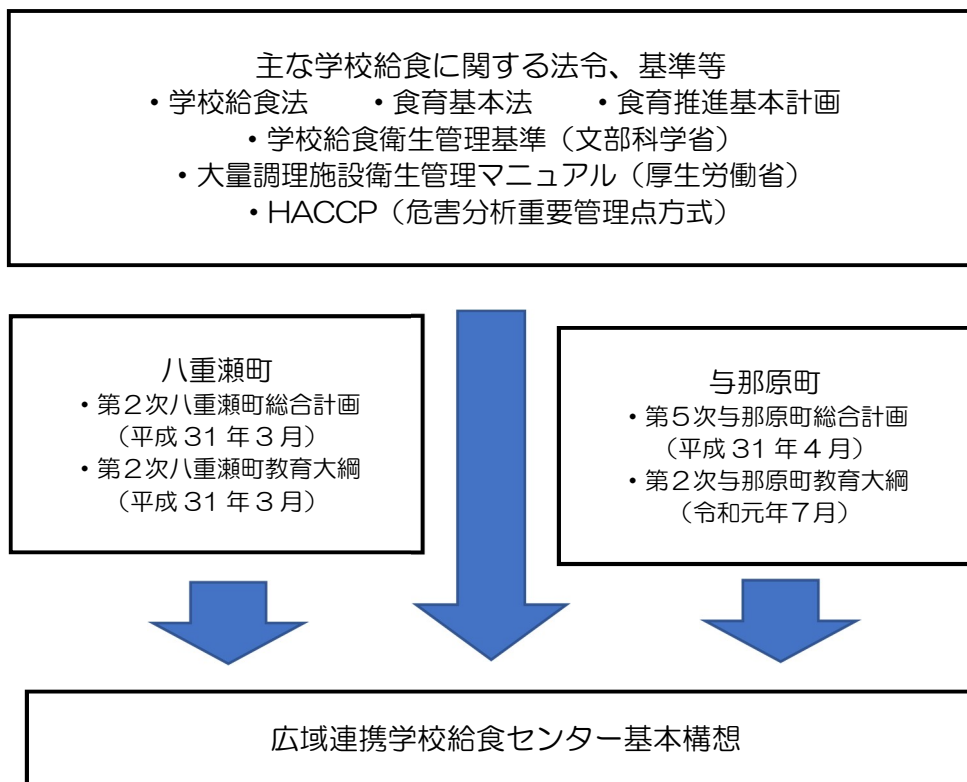 主な学校給食に関する法令、基準等
・学校給食法　　・食育基本法　　・食育推進基本計画
・学校給食衛生管理基準（文部科学省）
・大量調理施設衛生管理マニュアル（厚生労働省）
・HACCP（危害分析重要管理点方式）
八重瀬町
・第２次八重瀬町総合計画
（平成 31 年３月）
・第２次八重瀬町教育大綱
（平成 31 年３月）
与那原町
・第５次与那原町総合計画
（平成 31 年 4 月）
・第２次与那原町教育大綱
（令和元年７月）
広域連携学校給食センター基本構想